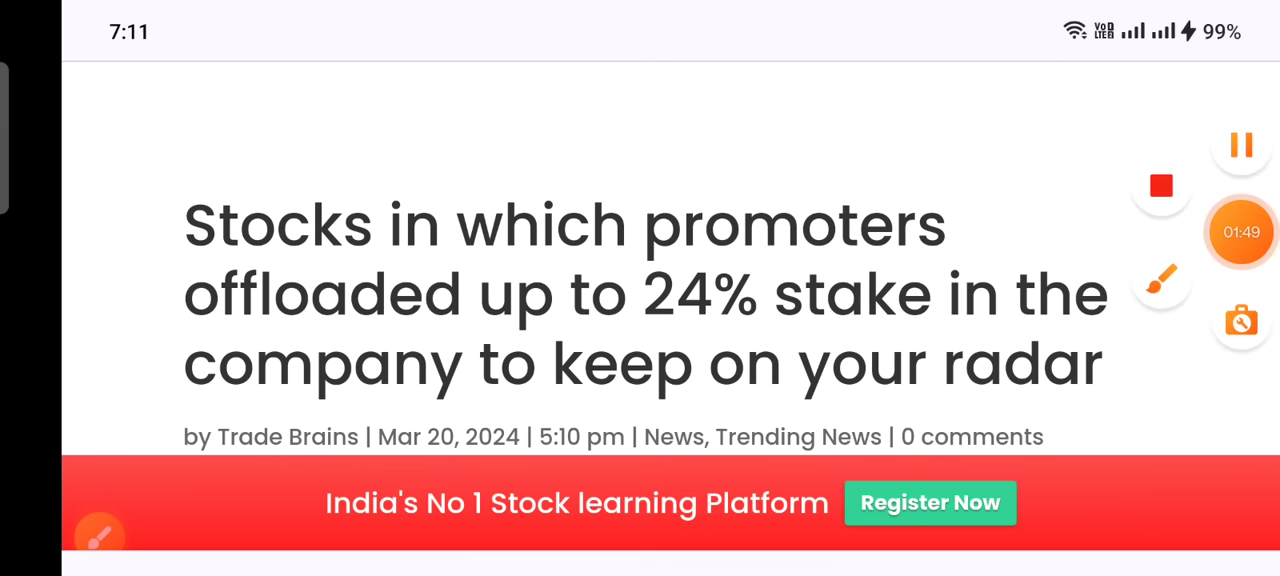 7:11
VoD
LTEB
99%
Stocks in which promoters
offloaded up to 24% stake in the
company to keep on your radar
01:49
by Trade Brains | Mar 20, 2024 | 5:10 pm | News, Trending News | 0 comments
India's No 1 Stock learning Platform
Register Now